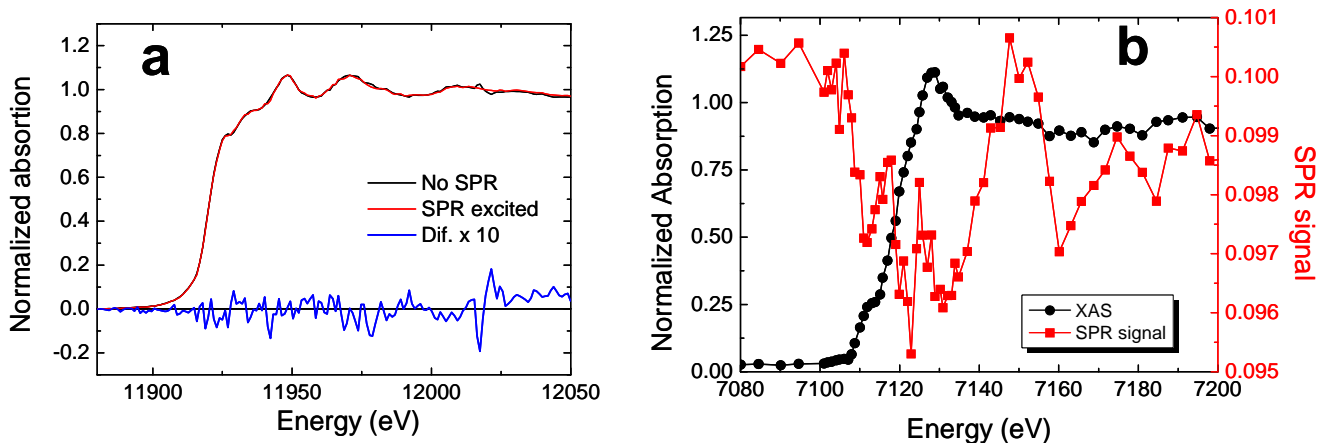 a
1.2
1.0
0.8
0.6
0.4
0.2
0.0
-0.2
Normalized absortion
No SPR
SPR excited
Dif. x 10
11900
11950
12000
12050
Energy (eV)
b
1.25
1.00
0.75
0.50
0.25
0.00
Normalized Absorption
XAS
SPR signal
7080
7100
7120
7140
7160
7180
7200
Energy (eV)
0.101
0.100
0.099
0.098
0.097
0.096
0.095
SPR signal